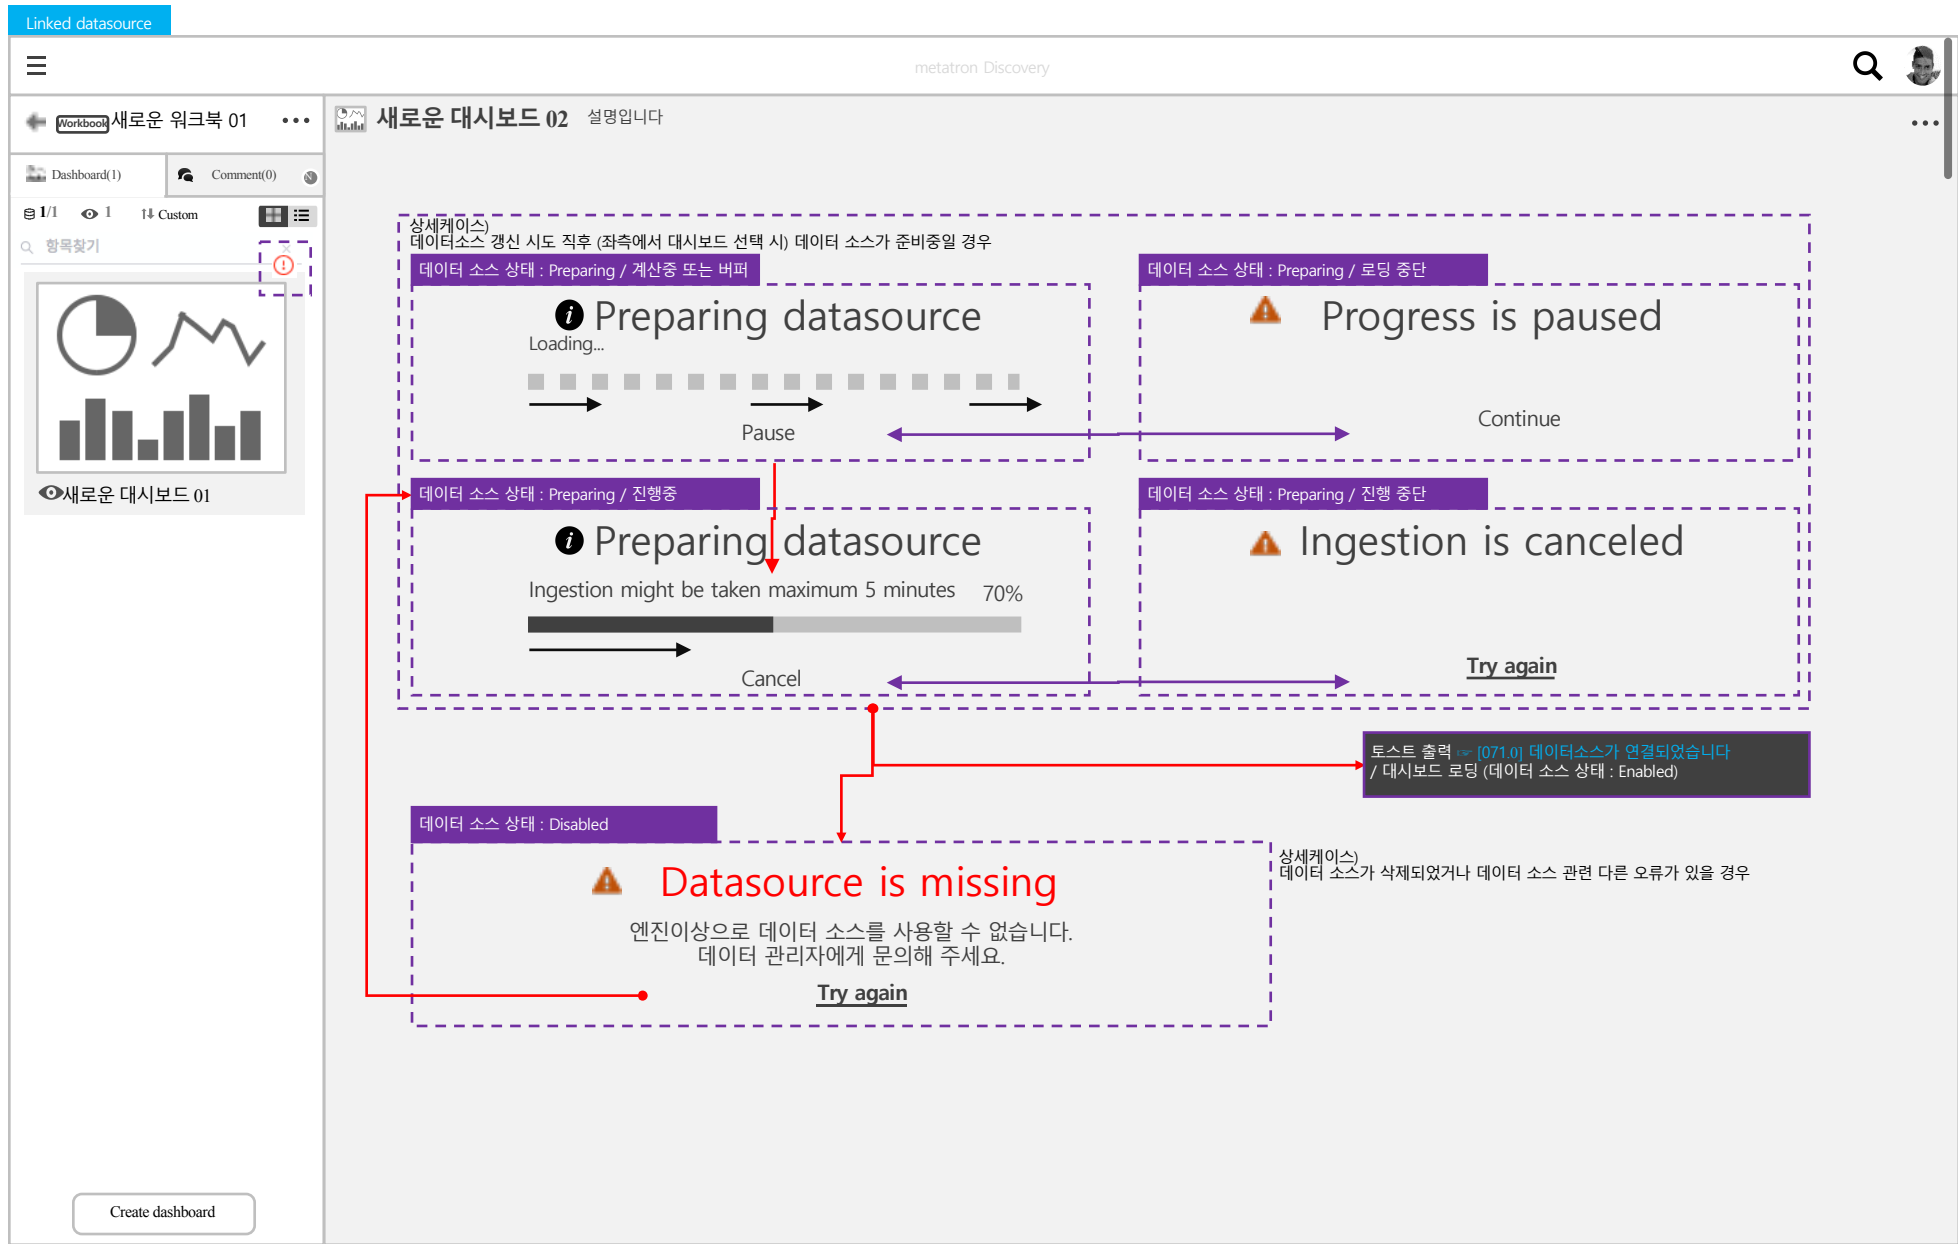 Linked datasource
metatron Discovery
Workbook 새로운 워크북 01
새로운 대시보드 02 설명입니다
Dashboard(1)
Comment(0)
N
1/1 1 Custom
항목찾기
새로운 대시보드 01
Create dashboard
상세케이스)
데이터소스 갱신 시도 직후 (좌측에서 대시보드 선택 시) 데이터 소스가 준비중일 경우
데이터 소스 상태 : Preparing / 계산중 또는 버퍼
Preparing datasource
Loading...
Pause
데이터 소스 상태 : Preparing / 로딩 중단
Progress is paused
Continue
데이터 소스 상태 : Preparing / 진행중
Preparing datasource
Ingestion might be taken maximum 5 minutes 70%
Cancel
데이터 소스 상태 : Preparing / 진행 중단
Ingestion is canceled
Try again
토스트 출력 ☞ [071.0] 데이터소스가 연결되었습니다
/ 대시보드 로딩 (데이터 소스 상태 : Enabled)
데이터 소스 상태 : Disabled
Datasource is missing
엔진이상으로 데이터 소스를 사용할 수 없습니다.
데이터 관리자에게 문의해 주세요.
Try again
상세케이스)
데이터 소스가 삭제되었거나 데이터 소스 관련 다른 오류가 있을 경우